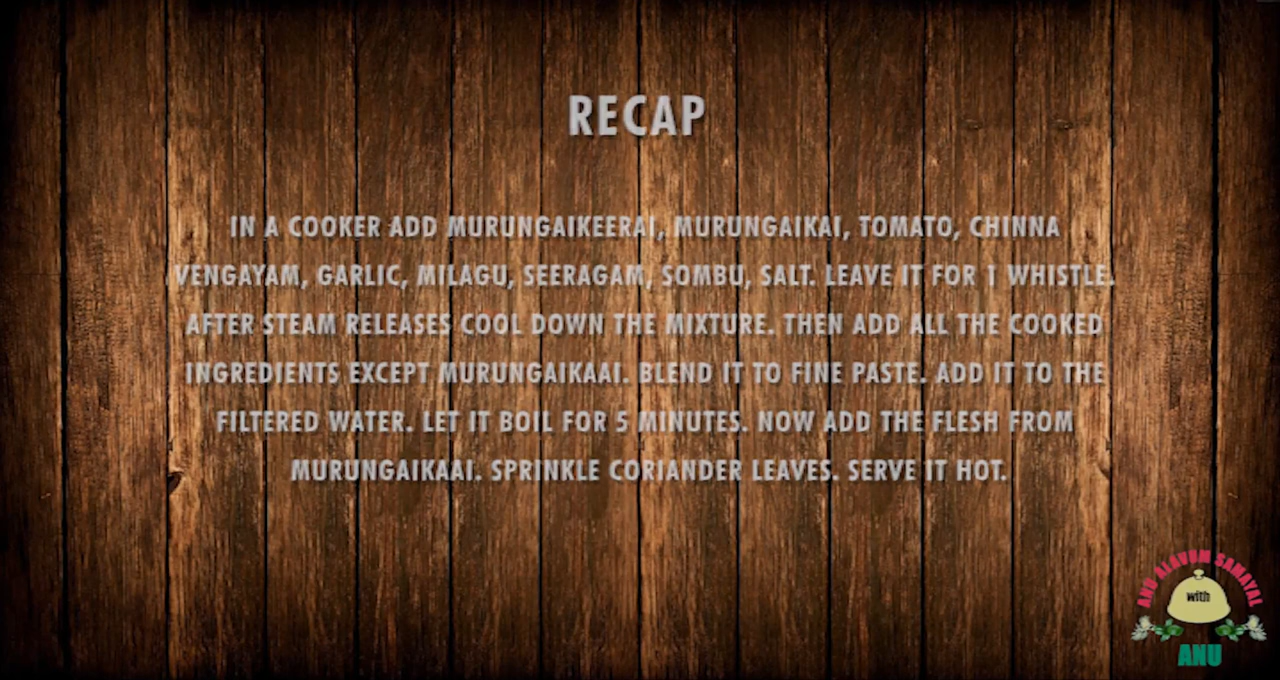 RECAP
IN A COOKER ADD MURUNGAIKEERAI, MURUNGAIKAI, TOMATO, CHINNA
VENGAYAM, GARLIC, MILAGU, SEERAGAM, SOMBU, SALT. LEAVE IT FOR 1 WHISTLE.
AFTER STEAM RELEASES COOL DOWN THE MIXTURE. THEN ADD ALL THE COOKED
INGREDIENTS EXCEPT MURUNGAIKAAI. BLEND IT TO FINE PASTE. ADD IT TO THE
FILTERED WATER. LET IT BOIL FOR 5 MINUTES. NOW ADD THE FLESH FROM
MURUNGAIKAAI. SPRINKLE CORIANDER LEAVES. SERVE IT HOT.
SAMAYAL
with
ANU